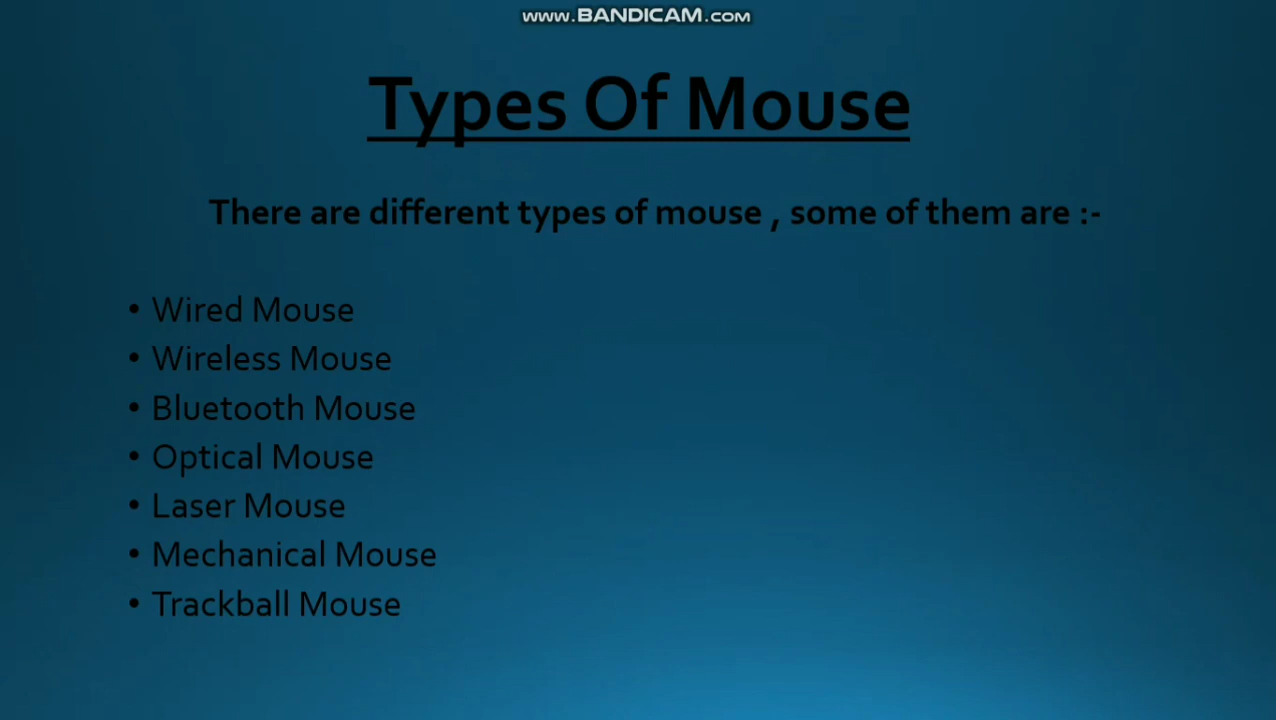 www.BANDICAM.com
Types Of Mouse
There are different types of mouse , some of them are :-
• Wired Mouse
• Wireless Mouse
• Bluetooth Mouse
• Optical Mouse
• Laser Mouse
• Mechanical Mouse
• Trackball Mouse